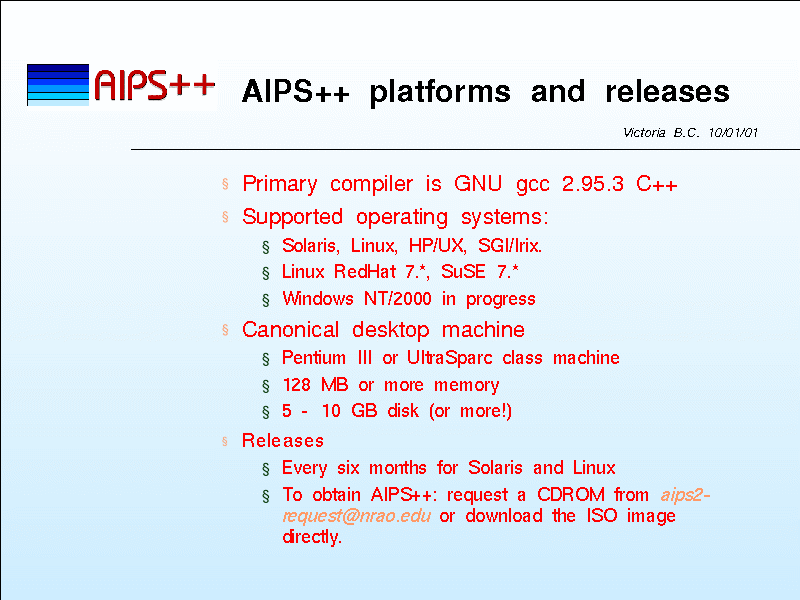 AIPS++
AIPS++ platforms and releases
Victoria B.C. 10/01/01
§ Primary compiler is GNU gcc 2.95.3 C++
§ Supported operating systems:
§ Solaris, Linux, HP/UX, SGI/Irix.
§ Linux RedHat 7.*, SuSE 7.*
§ Windows NT/2000 in progress
§ Canonical desktop machine
§ Pentium III or UltraSparc class machine
§ 128 MB or more memory
§ 5 - 10 GB disk (or more!)
§ Releases
§ Every six months for Solaris and Linux
§ To obtain AIPS++: request a CDROM from aips2-
request@nrao.edu or download the ISO image
directly.